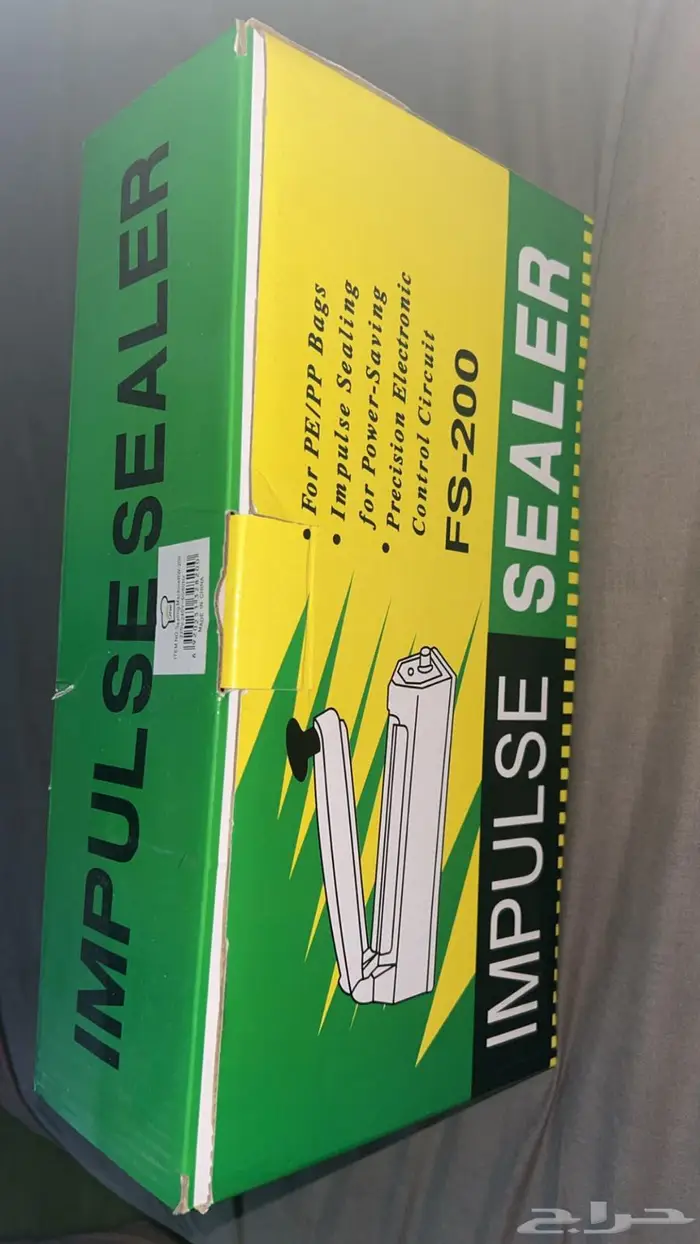 IMPULSE SEALER
MADE IN CHINA
• For PE/PP Bags
• Impulse Sealing
for Power-Saving
• Precision Electronic
Control Circuit
FS-200
IMPULSE SEALER
حراج